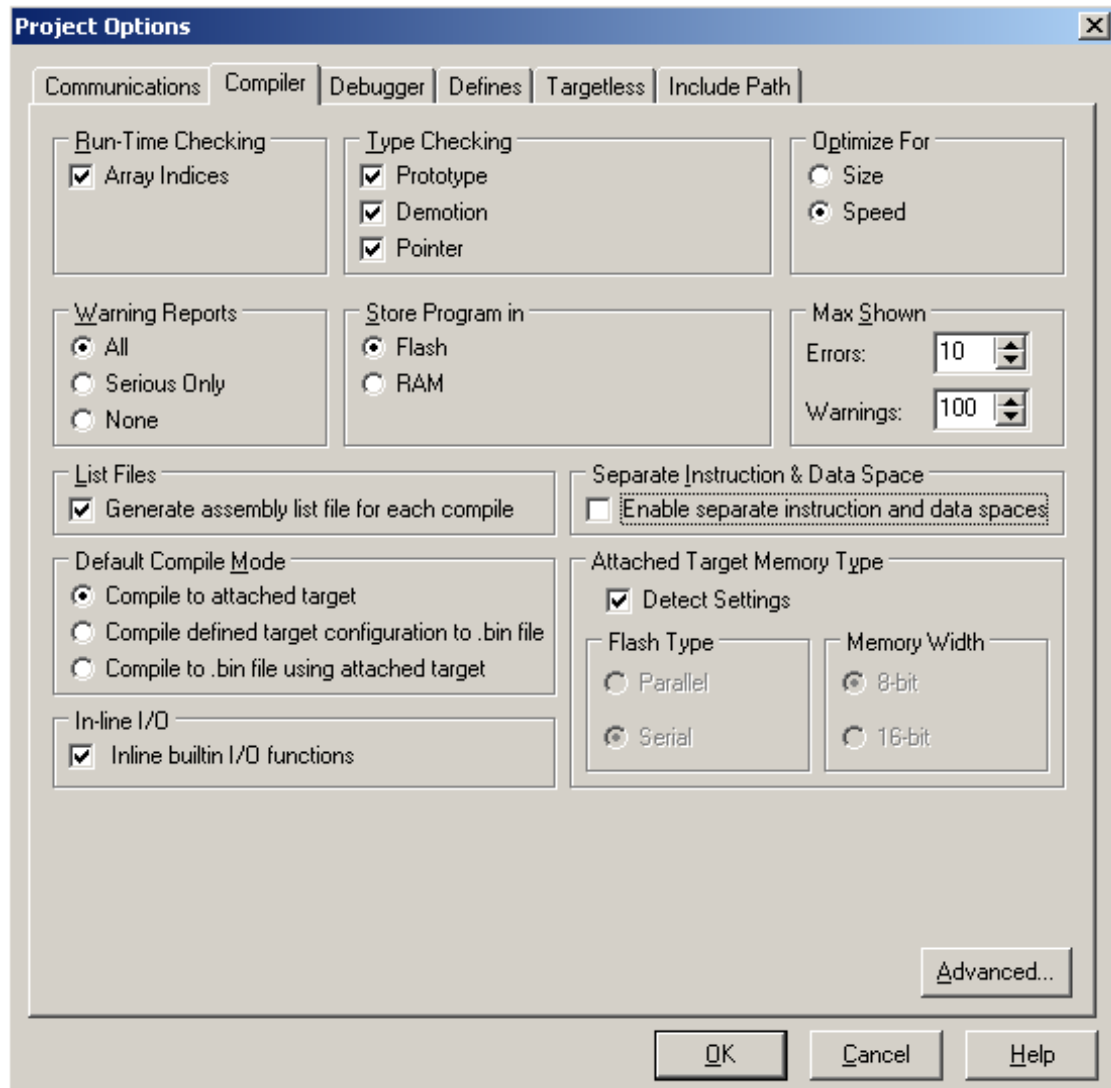 Project Options
Communications Compiler Debugger Defines Targetless Include Path
Run-Time Checking
Array Indices
Type Checking
Prototype
Demotion
Pointer
Optimize For
Size
Speed
Warning Reports
All
Serious Only
None
Store Program in
Flash
RAM
Max Shown
Errors: 10
Warnings: 100
List Files
Generate assembly list file for each compile
Separate Instruction & Data Space
Enable separate instruction and data spaces
Default Compile Mode
Compile to attached target
Compile defined target configuration to .bin file
Compile to .bin file using attached target
Attached Target Memory Type
Detect Settings
Flash Type
Parallel
Serial
Memory Width
8-bit
16-bit
In-line I/O
Inline builtin I/O functions
Advanced...
OK Cancel Help